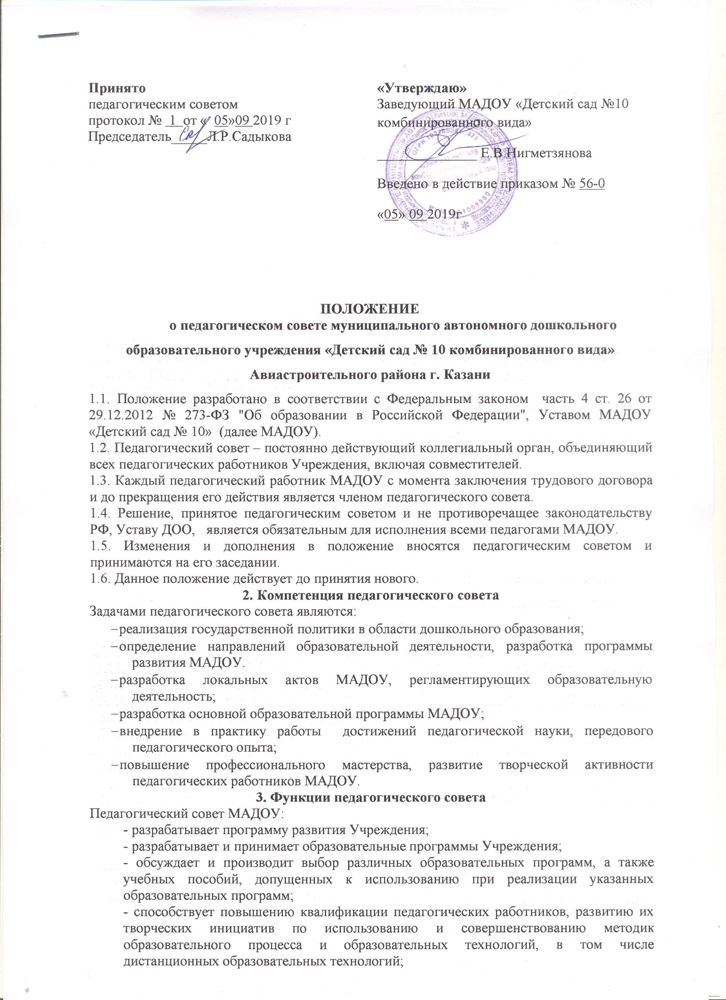 Принято
педагогическим советом
протокол № 1 от « 05»09 2019 г
Председатель Л.Р.Садыкова
«Утверждаю»
Заведующий МАДОУ «Детский сад №10
комбинированного вида»
Е.В.Нигметзянова
Введено в действие приказом № 56-0
«05» 09 2019г
ПОЛОЖЕНИЕ
о педагогическом совете муниципального автономного дошкольного
образовательного учреждения «Детский сад № 10 комбинированного вида»
Авиастроительного района г. Казани
1.1. Положение разработано в соответствии с Федеральным законом часть 4 ст. 26 от
29.12.2012 № 273-ФЗ "Об образовании в Российской Федерации", Уставом МАДОУ
«Детский сад № 10» (далее МАДОУ).
1.2. Педагогический совет – постоянно действующий коллегиальный орган, объединяющий
всех педагогических работников Учреждения, включая совместителей.
1.3. Каждый педагогический работник МАДОУ с момента заключения трудового договора
и до прекращения его действия является членом педагогического совета.
1.4. Решение, принятое педагогическим советом и не противоречащее законодательству
РФ, Уставу ДОО, является обязательным для исполнения всеми педагогами МАДОУ.
1.5. Изменения и дополнения в положение вносятся педагогическим советом и
принимаются на его заседании.
1.6. Данное положение действует до принятия нового.
2. Компетенция педагогического совета
Задачами педагогического совета являются:
−реализация государственной политики в области дошкольного образования;
−определение направлений образовательной деятельности, разработка программы
развития МАДОУ.
−разработка локальных актов МАДОУ, регламентирующих образовательную
деятельность;
−разработка основной образовательной программы МАДОУ;
−внедрение в практику работы достижений педагогической науки, передового
педагогического опыта;
−повышение профессионального мастерства, развитие творческой активности
педагогических работников МАДОУ.
3. Функции педагогического совета
Педагогический совет МАДОУ:
- разрабатывает программу развития Учреждения;
- разрабатывает и принимает образовательные программы Учреждения;
- обсуждает и производит выбор различных образовательных программ, а также
учебных пособий, допущенных к использованию при реализации указанных
образовательных программ;
- способствует повышению квалификации педагогических работников, развитию их
творческих инициатив по использованию и совершенствованию методик
образовательного процесса и образовательных технологий, в том числе
дистанционных образовательных технологий;